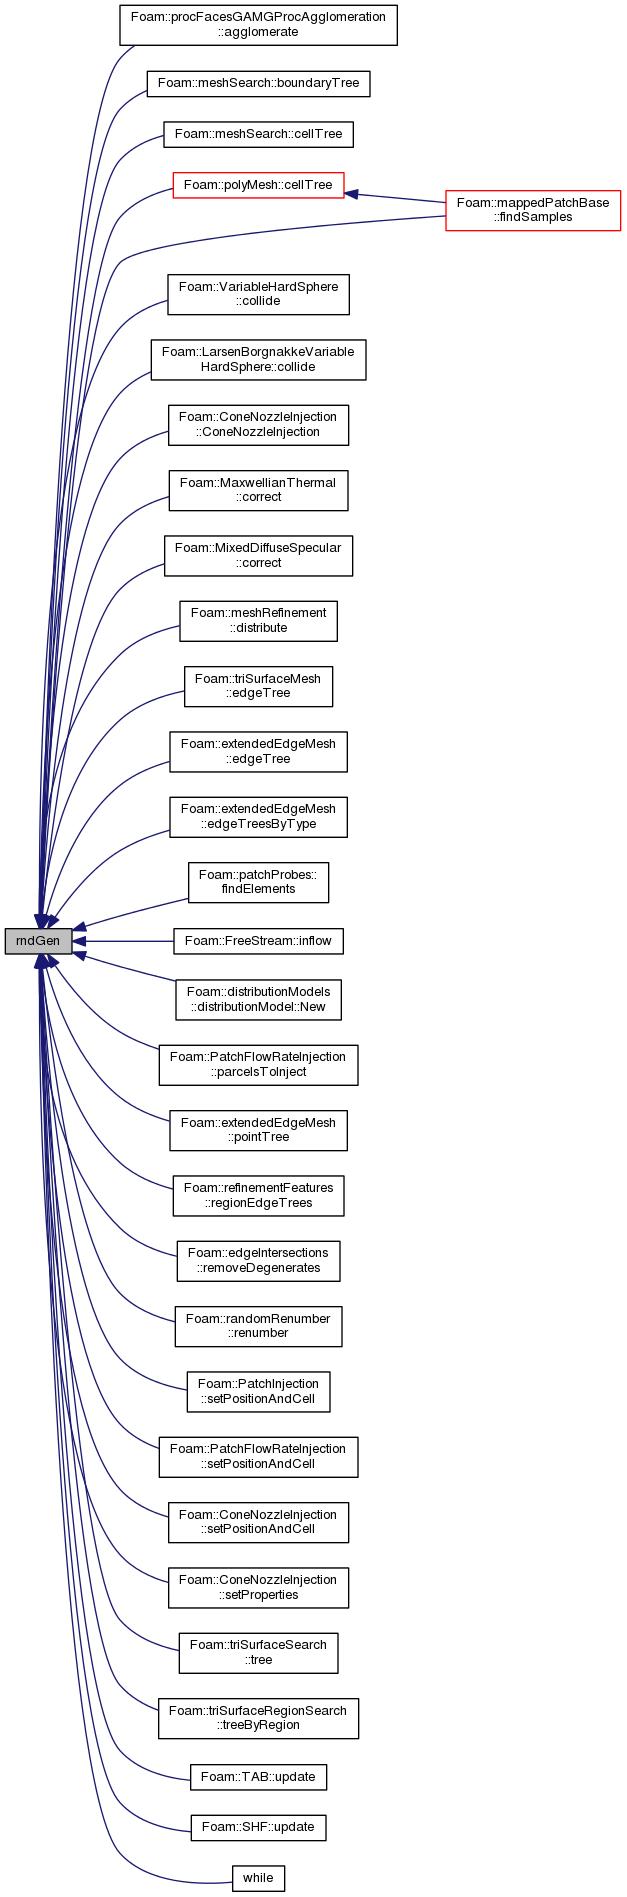 Foam::procFacesGAMGProcAgglomeration
::agglomerate
Foam::meshSearch::boundaryTree
Foam::meshSearch::cellTree
Foam::polyMesh::cellTree
Foam::mappedPatchBase
::findSamples
Foam::VariableHardSphere
::collide
Foam::LarsenBorgnakkeVariable
HardSphere::collide
Foam::ConeNozzleInjection
::ConeNozzleInjection
Foam::MaxwellianThermal
::correct
Foam::MixedDiffuseSpecular
::correct
Foam::meshRefinement
::distribute
Foam::triSurfaceMesh
::edgeTree
Foam::extendedEdgeMesh
::edgeTree
Foam::extendedEdgeMesh
::edgeTreesByType
Foam::patchProbes::
findElements
rndGen
Foam::FreeStream::inflow
Foam::distributionModels
::distributionModel::New
Foam::PatchFlowRateInjection
::parcelsToInject
Foam::extendedEdgeMesh
::pointTree
Foam::refinementFeatures
::regionEdgeTrees
Foam::edgeIntersections
::removeDegenerates
Foam::randomRenumber
::renumber
Foam::PatchInjection
::setPositionAndCell
Foam::PatchFlowRateInjection
::setPositionAndCell
Foam::ConeNozzleInjection
::setPositionAndCell
Foam::ConeNozzleInjection
::setProperties
Foam::triSurfaceSearch
::tree
Foam::triSurfaceRegionSearch
::treeByRegion
Foam::TAB::update
Foam::SHF::update
while